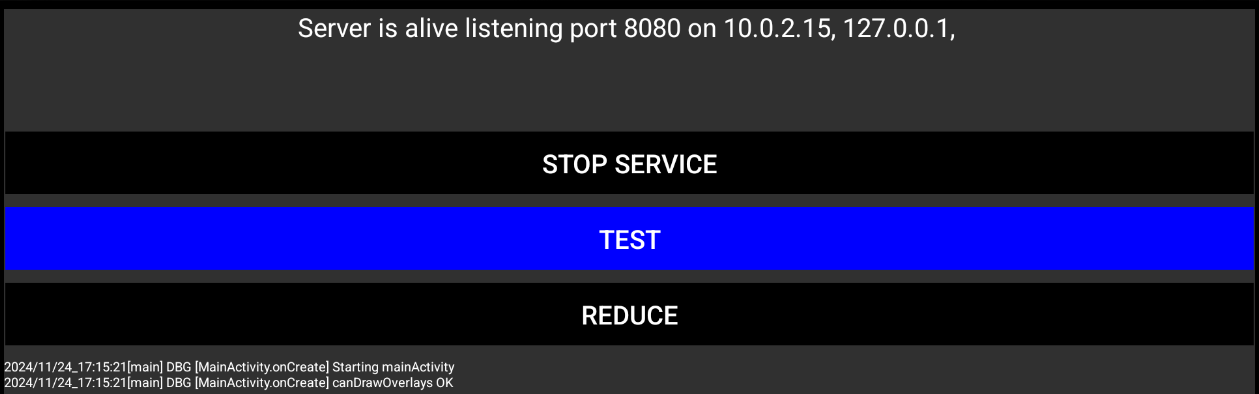 Server is alive listening port 8080 on 10.0.2.15, 127.0.0.1,
STOP SERVICE
TEST
REDUCE
2024/11/24_17:15:21[main] DBG [MainActivity.onCreate] Starting mainActivity
2024/11/24_17:15:21[main] DBG [MainActivity.onCreate] canDrawOverlays OK